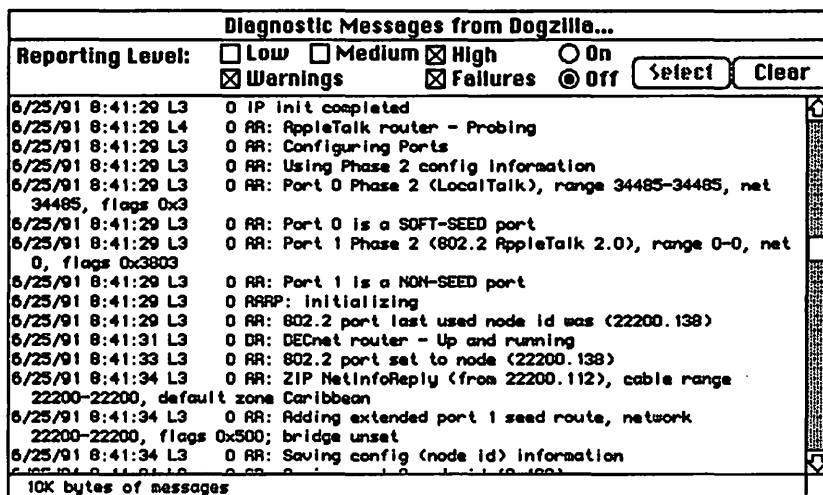 Diagnostic Messages from Dogzilla...
Reporting Level: Low Medium High On
Warnings Failures Off Select Clear
6/25/91 8:41:29 L3 0 IP init completed
6/25/91 8:41:29 L4 0 AR: AppleTalk router - Probing
6/25/91 8:41:29 L3 0 AR: Configuring Ports
6/25/91 8:41:29 L3 0 AR: Using Phase 2 config information
6/25/91 8:41:29 L3 0 AR: Port 0 Phase 2 (LocalTalk), range 34485-34485, net
34485, flags 0x3
6/25/91 8:41:29 L3 0 AR: Port 0 is a SOFT-SEED port
6/25/91 8:41:29 L3 0 AR: Port 1 Phase 2 (802.2 AppleTalk 2.0), range 0-0, net
0, flags 0x3803
6/25/91 8:41:29 L3 0 AR: Port 1 is a NON-SEED port
6/25/91 8:41:29 L3 0 AARP: initializing
6/25/91 8:41:29 L3 0 AR: 802.2 port last used node id was (22200.138)
6/25/91 8:41:31 L3 0 DR: DECnet router - Up and running
6/25/91 8:41:33 L3 0 AR: 802.2 port set to node (22200.138)
6/25/91 8:41:34 L3 0 AR: ZIP NetInfoReply (from 22200.112), cable range
22200-22200, default zone Caribbean
6/25/91 8:41:34 L3 0 AR: Adding extended port 1 seed route, network
22200-22200, flags 0x500; bridge unset
6/25/91 8:41:34 L3 0 AR: Saving config (node id) information
10K bytes of messages